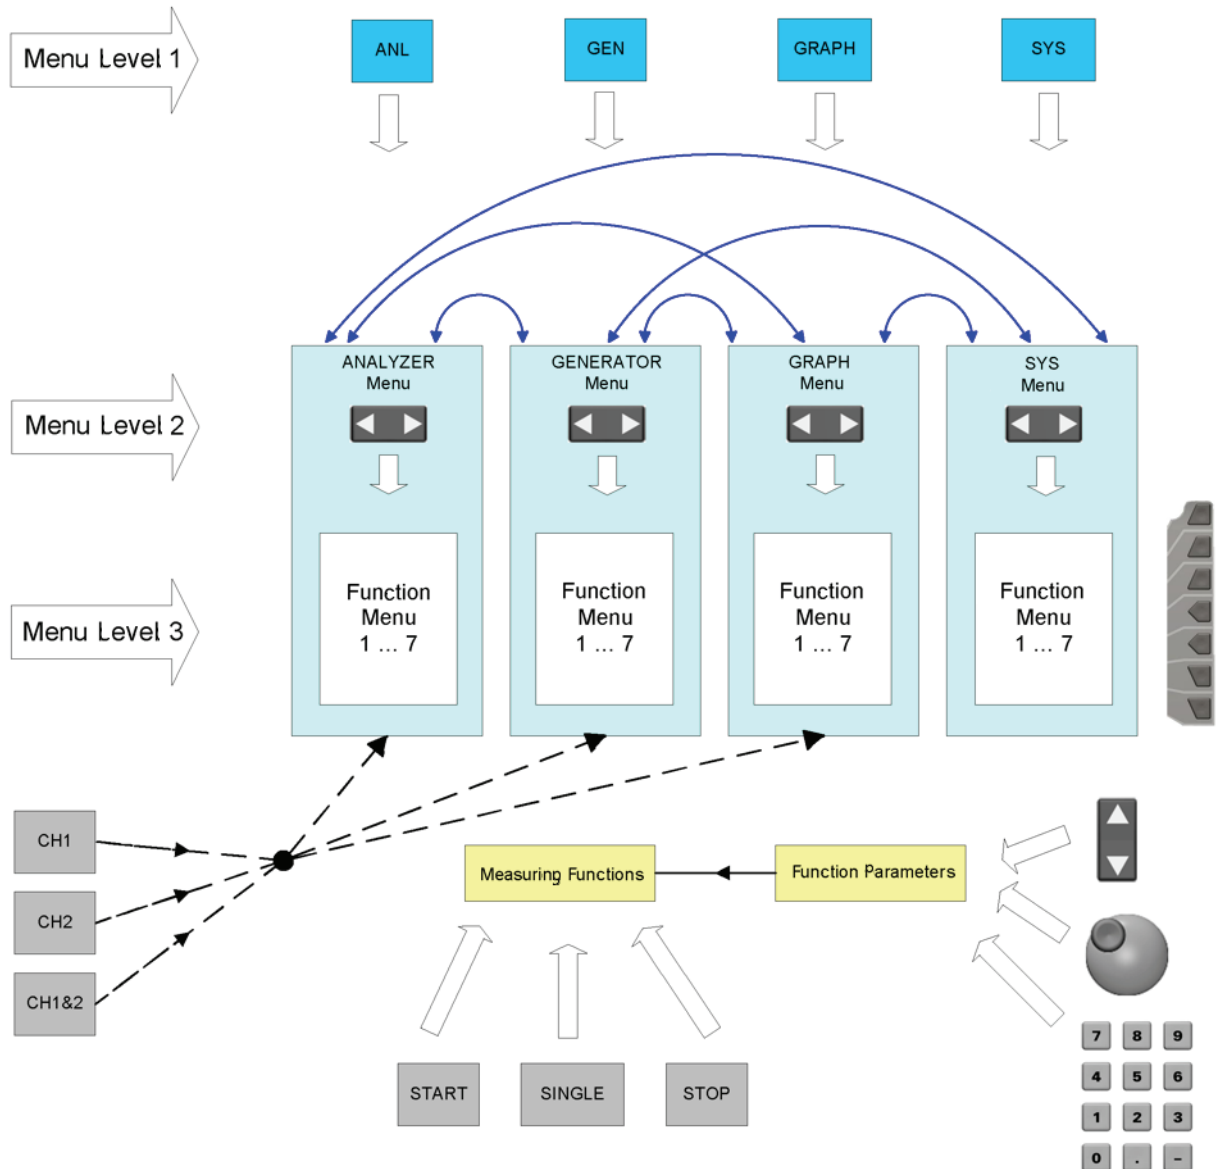 Menu Level 1
ANL
GEN
GRAPH
SYS
Menu Level 2
ANALYZER
Menu
GENERATOR
Menu
GRAPH
Menu
SYS
Menu
Menu Level 3
Function
Menu
1 ... 7
Function
Menu
1 ... 7
Function
Menu
1 ... 7
Function
Menu
1 ... 7
CH1
CH2
CH1&2
Measuring Functions
Function Parameters
START
SINGLE
STOP
7 8 9
4 5 6
1 2 3
0 . –